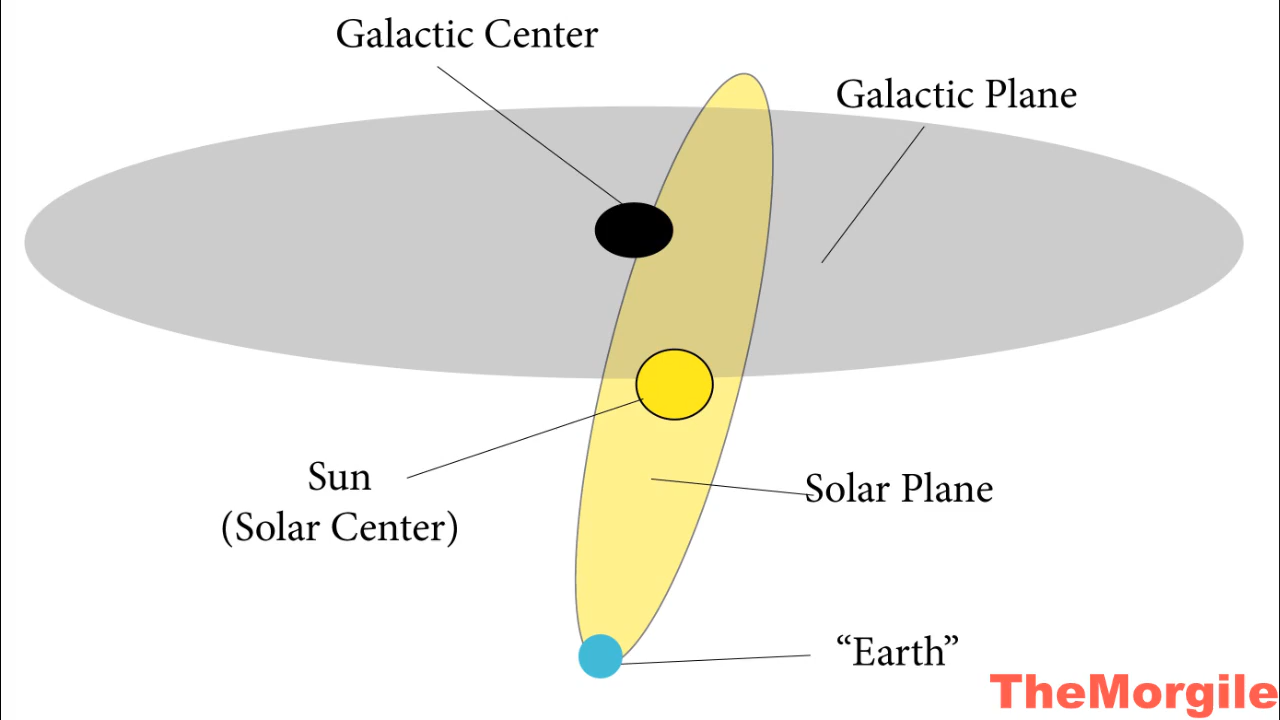 Galactic Center
Galactic Plane
Sun
(Solar Center)
Solar Plane
“Earth”
TheMorgile